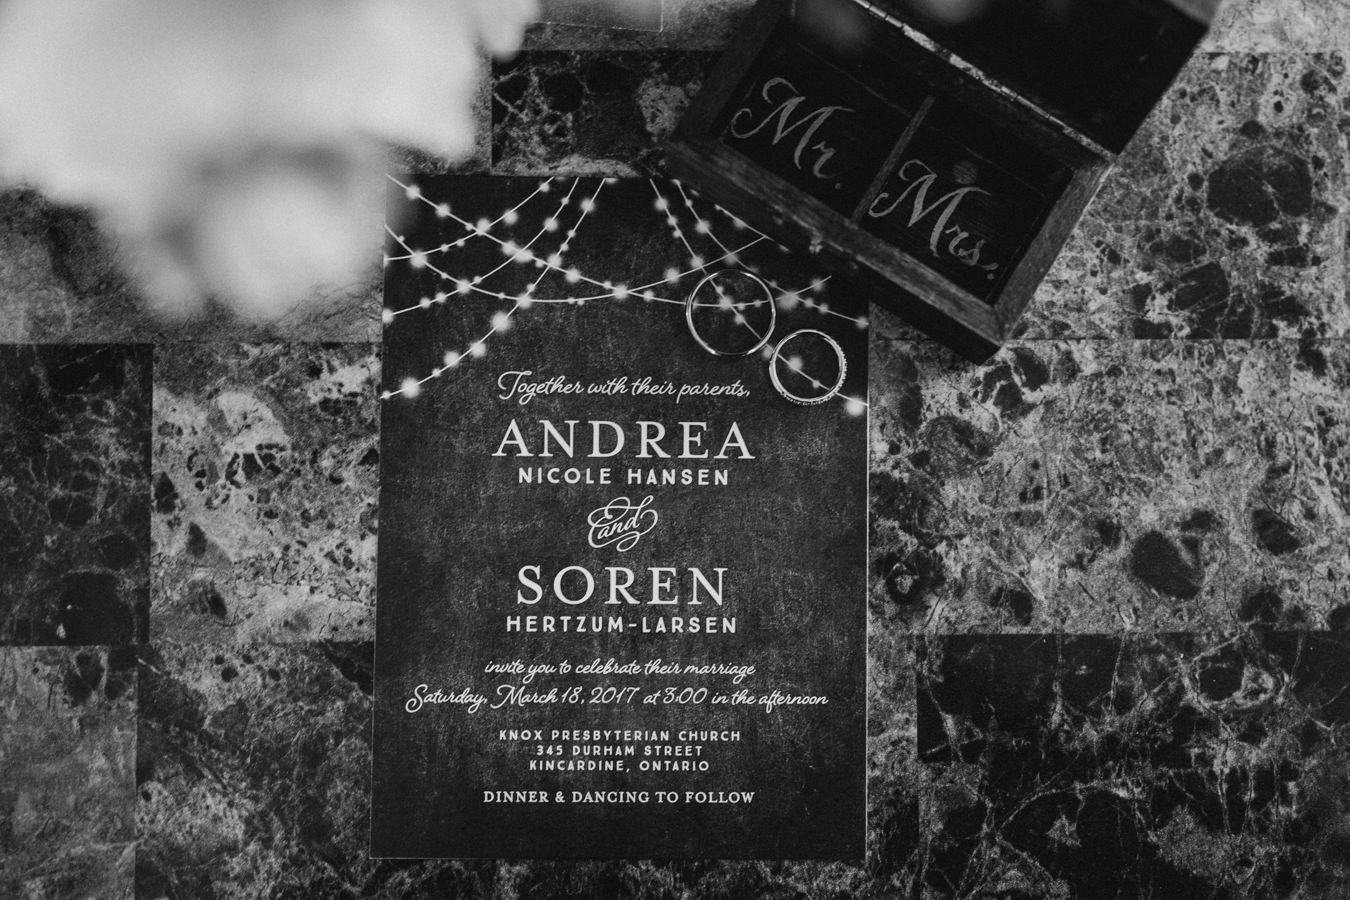 Mr.
Mrs.
Together with their parents,
ANDREA
NICOLE HANSEN
and
SOREN
HERTZUM-LARSEN
invite you to celebrate their marriage
Saturday, March 18, 2017 at 3:00 in the afternoon
KNOX PRESBYTERIAN CHURCH
345 DURHAM STREET
KINCARDINE, ONTARIO
DINNER & DANCING TO FOLLOW